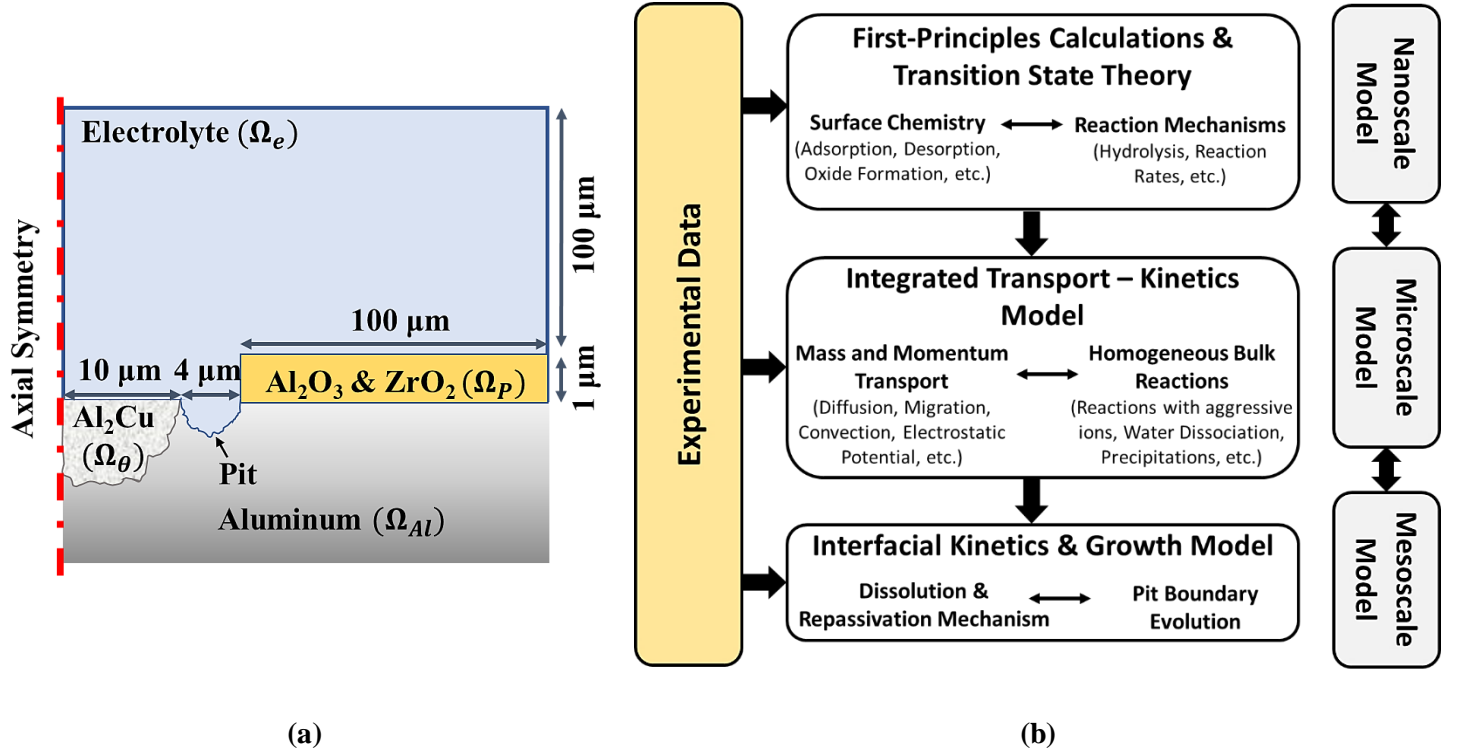 Electrolyte (Ωₑ)
Axial Symmetry
100 μm
100 μm
10 μm
4 μm
1 μm
Al₂O₃ & ZrO₂ (Ω_P)
Al₂Cu
(Ω_θ)
Pit
Aluminum (Ω_Al)
(a)
Experimental Data
First-Principles Calculations &
Transition State Theory
Surface Chemistry
(Adsorption, Desorption,
Oxide Formation, etc.)
Reaction Mechanisms
(Hydrolysis, Reaction
Rates, etc.)
Integrated Transport – Kinetics
Model
Mass and Momentum
Transport
(Diffusion, Migration,
Convection, Electrostatic
Potential, etc.)
Homogeneous Bulk
Reactions
(Reactions with aggressive
ions, Water Dissociation,
Precipitations, etc.)
Interfacial Kinetics & Growth Model
Dissolution &
Repassivation Mechanism
Pit Boundary
Evolution
Nanoscale
Model
Microscale
Model
Mesoscale
Model
(b)